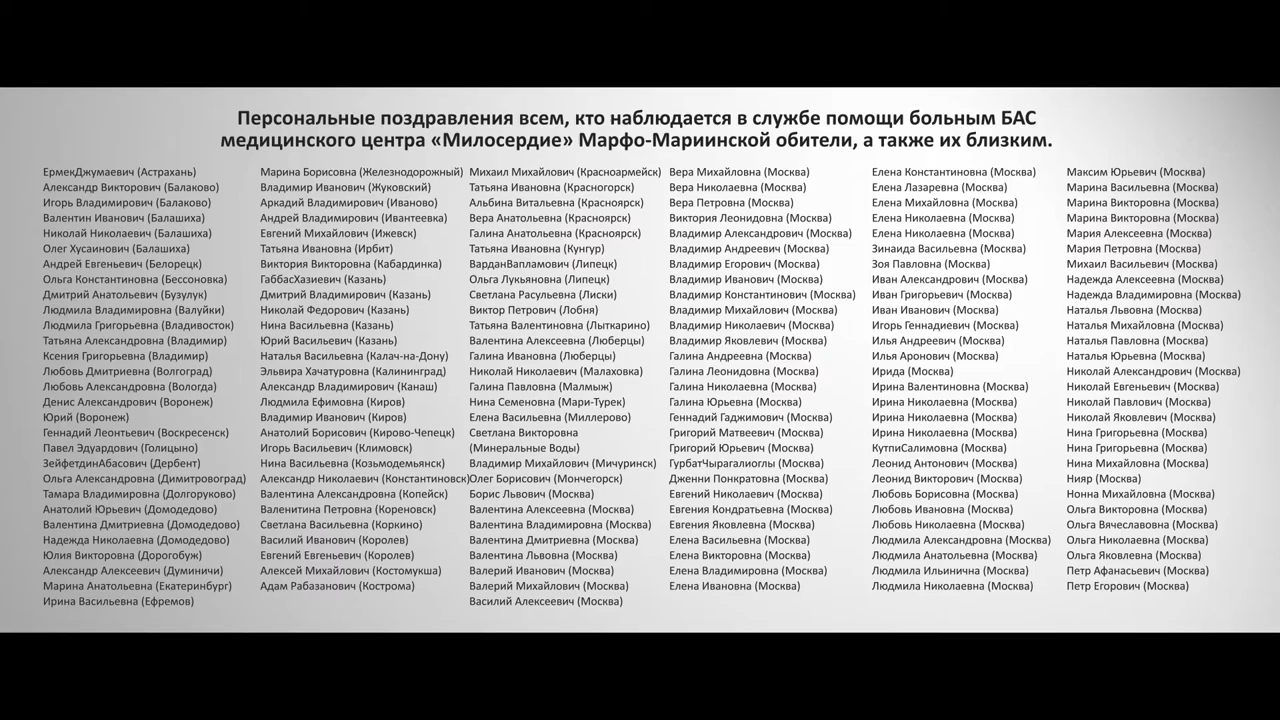 Персональные поздравления всем, кто наблюдается в службе помощи больным БАС
медицинского центра «Милосердие» Марфо-Мариинской обители, а также их близким.
ЕрмекДжумаевич (Астрахань)
Александр Викторович (Балаково)
Игорь Владимирович (Балаково)
Валентин Иванович (Балашиха)
Николай Николаевич (Балашиха)
Олег Хусаинович (Балашиха)
Андрей Евгеньевич (Белорецк)
Ольга Константиновна (Бессоновка)
Дмитрий Анатольевич (Бузулук)
Людмила Владимировна (Валуйки)
Людмила Григорьевна (Владивосток)
Татьяна Александровна (Владимир)
Ксения Григорьевна (Владимир)
Любовь Дмитриевна (Волгоград)
Любовь Александровна (Вологда)
Денис Александрович (Воронеж)
Юрий (Воронеж)
Геннадий Леонтьевич (Воскресенск)
Павел Эдуардович (Голицыно)
ЗейфетдинАбасович (Дербент)
Ольга Александровна (Димитровоград)
Тамара Владимировна (Долгоруково)
Анатолий Юрьевич (Домодедово)
Валентина Дмитриевна (Домодедово)
Надежда Николаевна (Домодедово)
Юлия Викторовна (Дорогобуж)
Александр Алексеевич (Думиничи)
Марина Анатольевна (Екатеринбург)
Ирина Васильевна (Ефремов)
Марина Борисовна (Железнодорожный)
Владимир Иванович (Жуковский)
Аркадий Владимирович (Иваново)
Андрей Владимирович (Ивантеевка)
Евгений Михайлович (Ижевск)
Татьяна Ивановна (Ирбит)
Виктория Викторовна (Кабардинка)
ГаббасХазиевич (Казань)
Дмитрий Владимирович (Казань)
Николай Федорович (Казань)
Нина Васильевна (Казань)
Юрий Васильевич (Казань)
Наталья Васильевна (Калач-на-Дону)
Эльвира Хачатуровна (Калининград)
Александр Владимирович (Канаш)
Людмила Ефимовна (Киров)
Владимир Иванович (Киров)
Анатолий Борисович (Кирово-Чепецк)
Игорь Васильевич (Климовск)
Нина Васильевна (Козьмодемьянск)
Александр Николаевич (Константиновск)
Валентина Александровна (Копейск)
Валенитина Петровна (Кореновск)
Светлана Васильевна (Коркино)
Василий Иванович (Королев)
Евгений Евгеньевич (Королев)
Алексей Михайлович (Костомукша)
Адам Рабазанович (Кострома)
Михаил Михайлович (Красноармейск)
Татьяна Ивановна (Красногорск)
Альбина Витальевна (Красноярск)
Вера Анатольевна (Красноярск)
Галина Анатольевна (Красноярск)
Татьяна Ивановна (Кунгур)
ВарданВапламович (Липецк)
Ольга Лукьяновна (Липецк)
Светлана Расульевна (Лиски)
Виктор Петрович (Лобня)
Татьяна Валентиновна (Лыткарино)
Валентина Алексеевна (Люберцы)
Галина Ивановна (Люберцы)
Николай Николаевич (Малаховка)
Галина Павловна (Малмыж)
Нина Семеновна (Мари-Турек)
Елена Васильевна (Миллерово)
Светлана Викторовна
(Минеральные Воды)
Владимир Михайлович (Мичуринск)
Олег Борисович (Мончегорск)
Борис Львович (Москва)
Валентина Алексеевна (Москва)
Валентина Владимировна (Москва)
Валентина Дмитриевна (Москва)
Валентина Львовна (Москва)
Валерий Иванович (Москва)
Валерий Михайлович (Москва)
Василий Алексеевич (Москва)
Вера Михайловна (Москва)
Вера Николаевна (Москва)
Вера Петровна (Москва)
Виктория Леонидовна (Москва)
Владимир Александрович (Москва)
Владимир Андреевич (Москва)
Владимир Егорович (Москва)
Владимир Иванович (Москва)
Владимир Константинович (Москва)
Владимир Михайлович (Москва)
Владимир Николаевич (Москва)
Владимир Яковлевич (Москва)
Галина Андреевна (Москва)
Галина Леонидовна (Москва)
Галина Николаевна (Москва)
Галина Юрьевна (Москва)
Геннадий Гаджимович (Москва)
Григорий Матвеевич (Москва)
Григорий Юрьевич (Москва)
ГурбатЧырагалиоглы (Москва)
Дженни Понкратовна (Москва)
Евгений Николаевич (Москва)
Евгения Кондратьевна (Москва)
Евгения Яковлевна (Москва)
Елена Васильевна (Москва)
Елена Викторовна (Москва)
Елена Владимировна (Москва)
Елена Ивановна (Москва)
Елена Константиновна (Москва)
Елена Лазаревна (Москва)
Елена Михайловна (Москва)
Елена Николаевна (Москва)
Елена Николаевна (Москва)
Зинаида Васильевна (Москва)
Зоя Павловна (Москва)
Иван Александрович (Москва)
Иван Григорьевич (Москва)
Иван Иванович (Москва)
Игорь Геннадиевич (Москва)
Илья Андреевич (Москва)
Илья Аронович (Москва)
Ирида (Москва)
Ирина Валентиновна (Москва)
Ирина Николаевна (Москва)
Ирина Николаевна (Москва)
Ирина Николаевна (Москва)
КутпиСалимовна (Москва)
Леонид Антонович (Москва)
Леонид Викторович (Москва)
Любовь Борисовна (Москва)
Любовь Ивановна (Москва)
Любовь Николаевна (Москва)
Людмила Александровна (Москва)
Людмила Анатольевна (Москва)
Людмила Ильинична (Москва)
Людмила Николаевна (Москва)
Максим Юрьевич (Москва)
Марина Васильевна (Москва)
Марина Викторовна (Москва)
Марина Викторовна (Москва)
Мария Алексеевна (Москва)
Мария Петровна (Москва)
Михаил Васильевич (Москва)
Надежда Алексеевна (Москва)
Надежда Владимировна (Москва)
Наталья Львовна (Москва)
Наталья Михайловна (Москва)
Наталья Павловна (Москва)
Наталья Юрьевна (Москва)
Николай Александрович (Москва)
Николай Евгеньевич (Москва)
Николай Павлович (Москва)
Николай Яковлевич (Москва)
Нина Григорьевна (Москва)
Нина Григорьевна (Москва)
Нина Михайловна (Москва)
Нияр (Москва)
Нонна Михайловна (Москва)
Ольга Викторовна (Москва)
Ольга Вячеславовна (Москва)
Ольга Николаевна (Москва)
Ольга Яковлевна (Москва)
Петр Афанасьевич (Москва)
Петр Егорович (Москва)